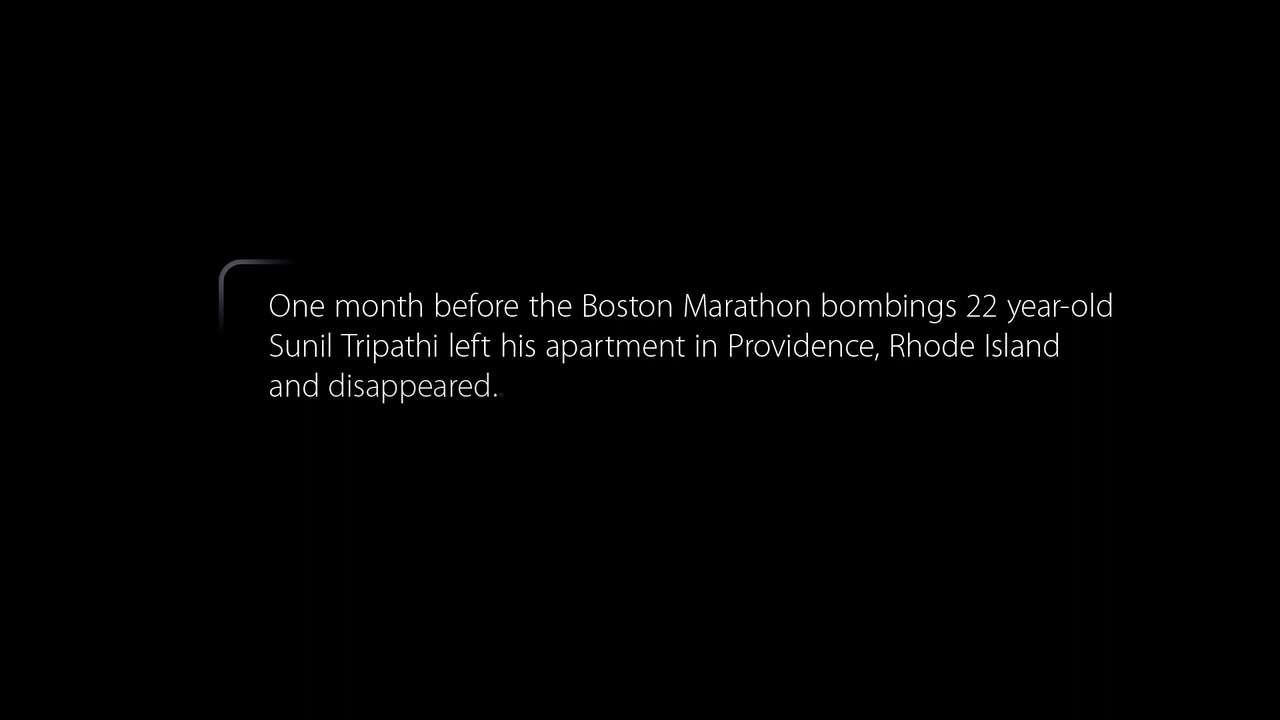 One month before the Boston Marathon bombings 22 year-old
Sunil Tripathi left his apartment in Providence, Rhode Island
and disappeared..